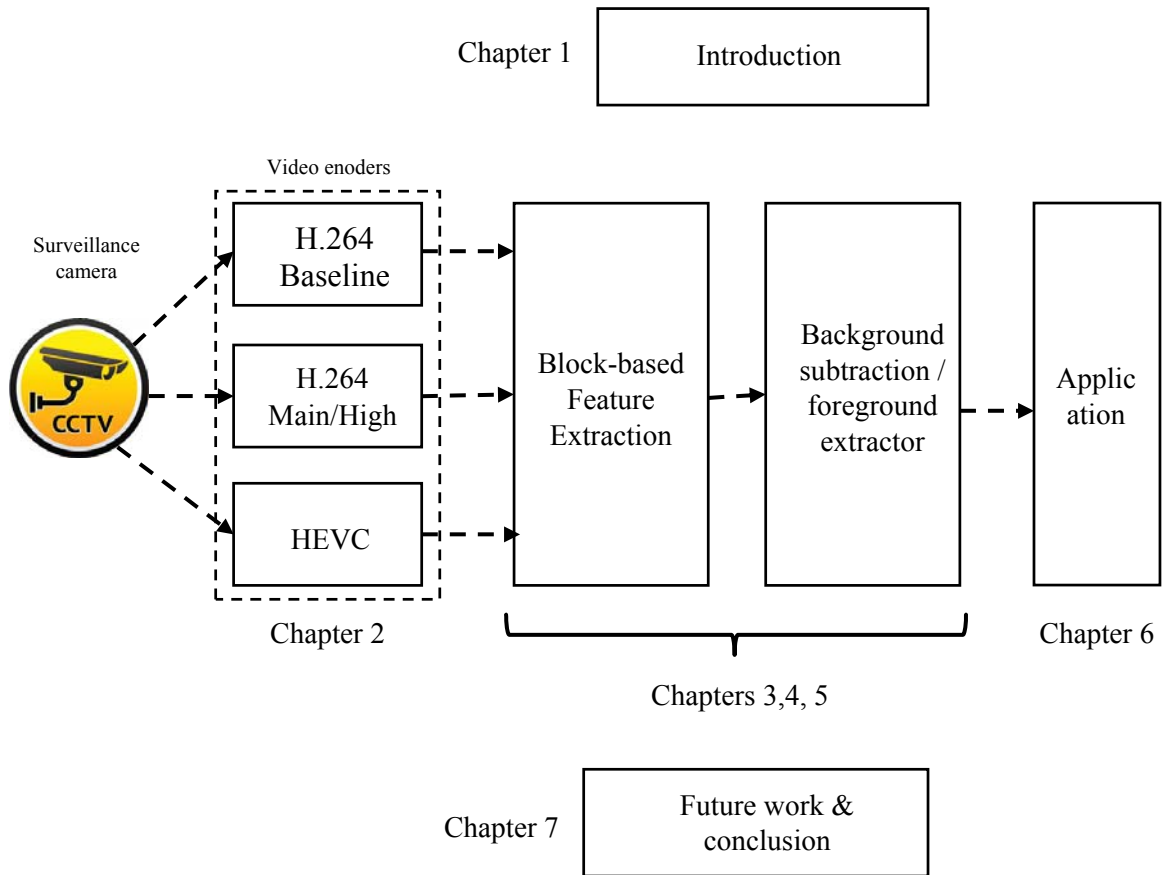 Chapter 1
Introduction
Video enoders
Surveillance
camera
CCTV
H.264
Baseline
H.264
Main/High
HEVC
Block-based
Feature
Extraction
Background
subtraction /
foreground
extractor
Applic
ation
Chapter 2
Chapters 3,4, 5
Chapter 6
Chapter 7
Future work &
conclusion